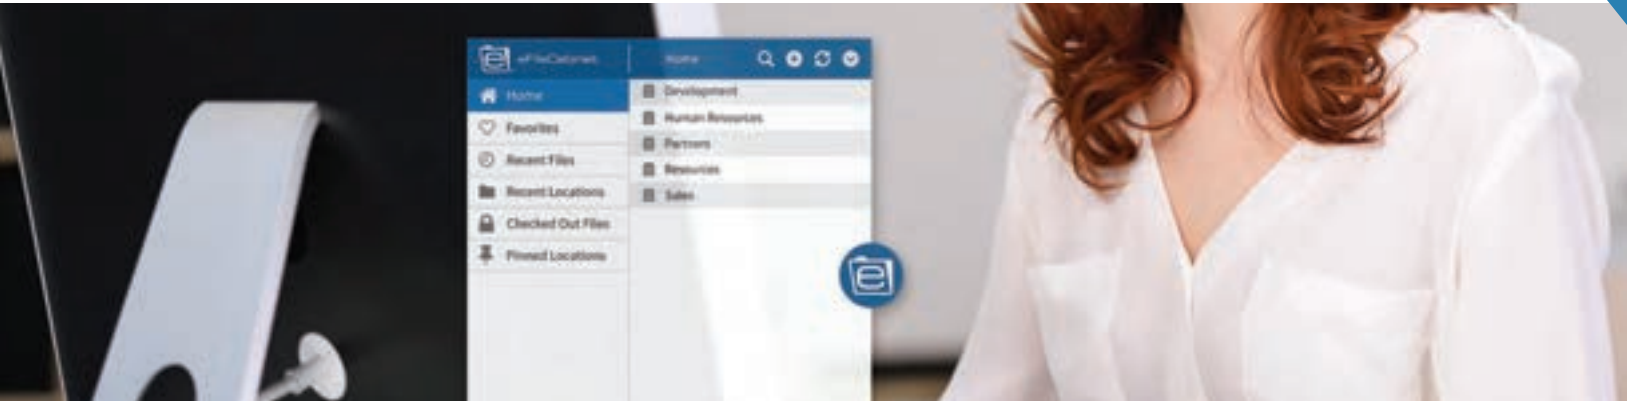 e eFileCabinet Home
Home
Favorites
Recent Files
Recent Locations
Checked Out Files
Pinned Locations
Development
Human Resources
Partners
Resources
Sales
e